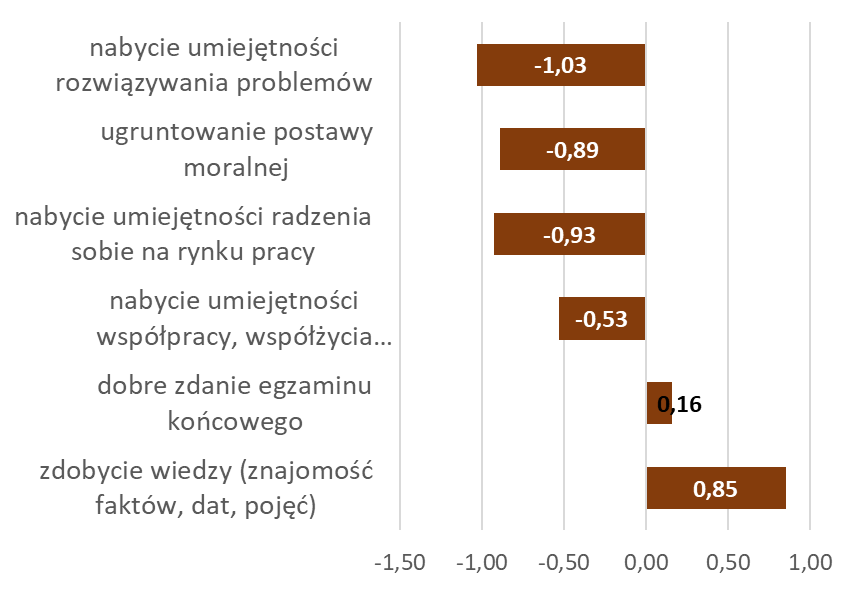 nabycie umiejętności
rozwiązywania problemów
-1,03
ugruntowanie postawy
moralnej
-0,89
nabycie umiejętności radzenia
sobie na rynku pracy
-0,93
nabycie umiejętności
współpracy, współżycia...
-0,53
dobre zdanie egzaminu
końcowego
0,16
zdobycie wiedzy (znajomość
faktów, dat, pojęć)
0,85
-1,50 -1,00 -0,50 0,00 0,50 1,00